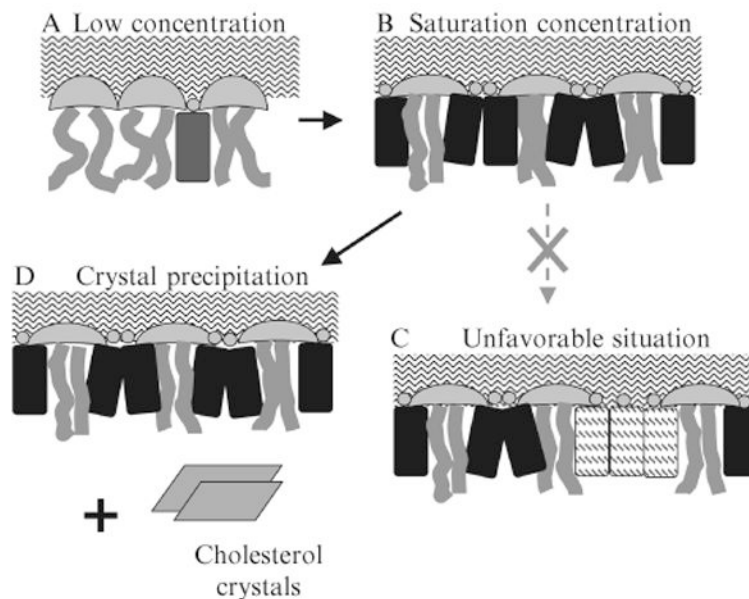 A Low concentration
B Saturation concentration
D Crystal precipitation
C Unfavorable situation
+
Cholesterol
crystals